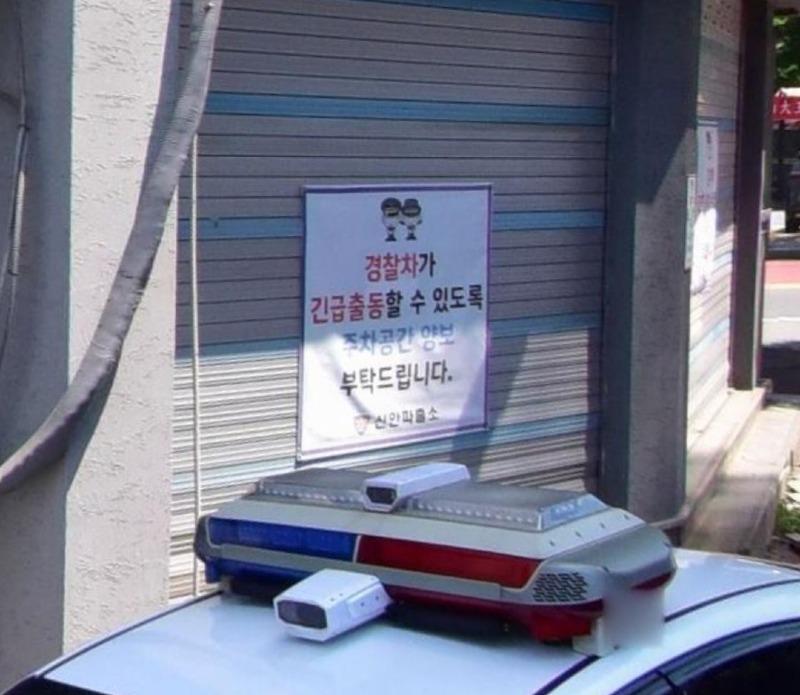 경찰차가
긴급출동할 수 있도록
주차공간 양보
부탁드립니다.
신안파출소